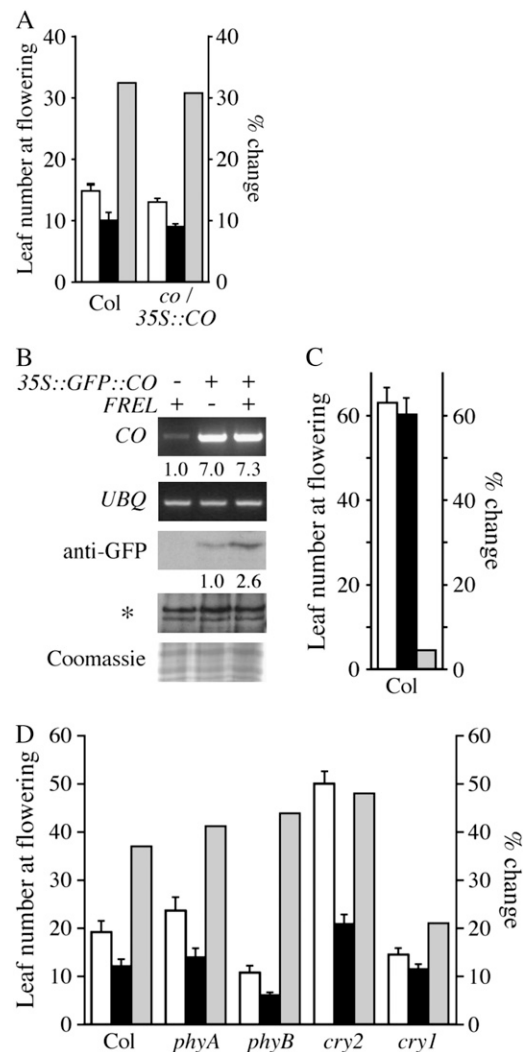 A
Leaf number at flowering
40
30
20
10
0
40
30
20
10
0
% change
Col
co /
35S::CO
B
35S::GFP::CO - + +
FREL + - +
CO
1.0 7.0 7.3
UBQ
anti-GFP
1.0 2.6
*
Coomassie
C
Leaf number at flowering
60
40
20
0
60
40
20
0
% change
Col
D
Leaf number at flowering
60
50
40
30
20
10
0
60
50
40
30
20
10
0
% change
Col phyA phyB cry2 cry1